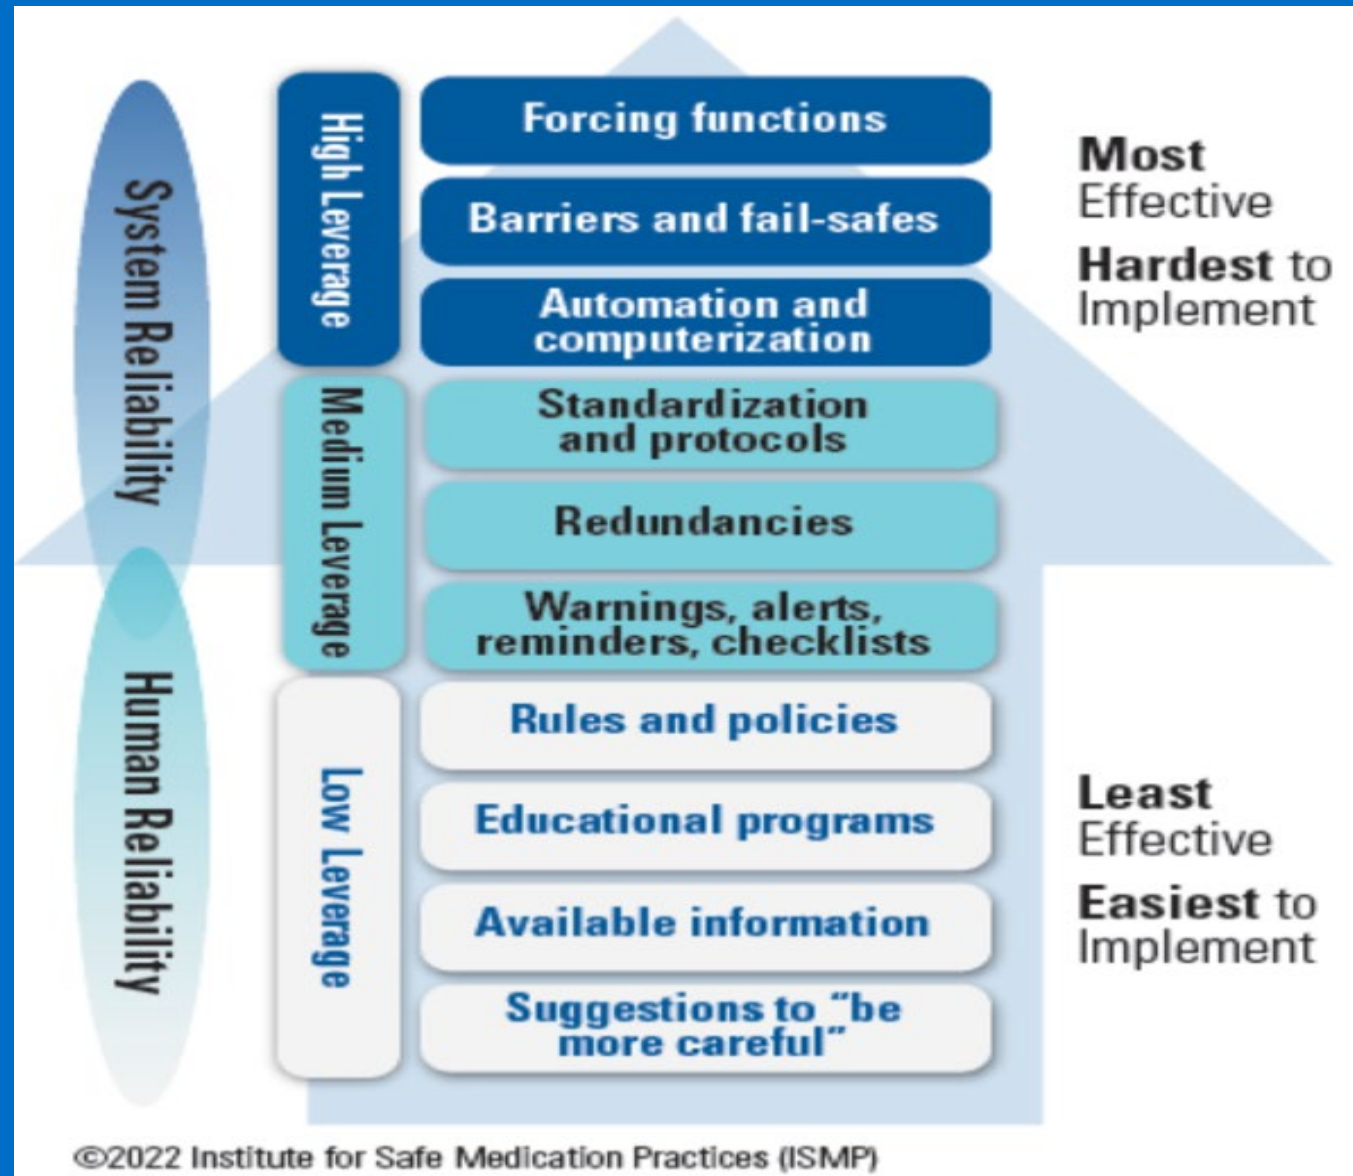 System Reliability
Human Reliability
High Leverage
Forcing functions
Barriers and fail-safes
Automation and
computerization
Medium Leverage
Standardization
and protocols
Redundancies
Warnings, alerts,
reminders, checklists
Low Leverage
Rules and policies
Educational programs
Available information
Suggestions to “be
more careful”
Most
Effective
Hardest to
Implement
Least
Effective
Easiest to
Implement
©2022 Institute for Safe Medication Practices (ISMP)